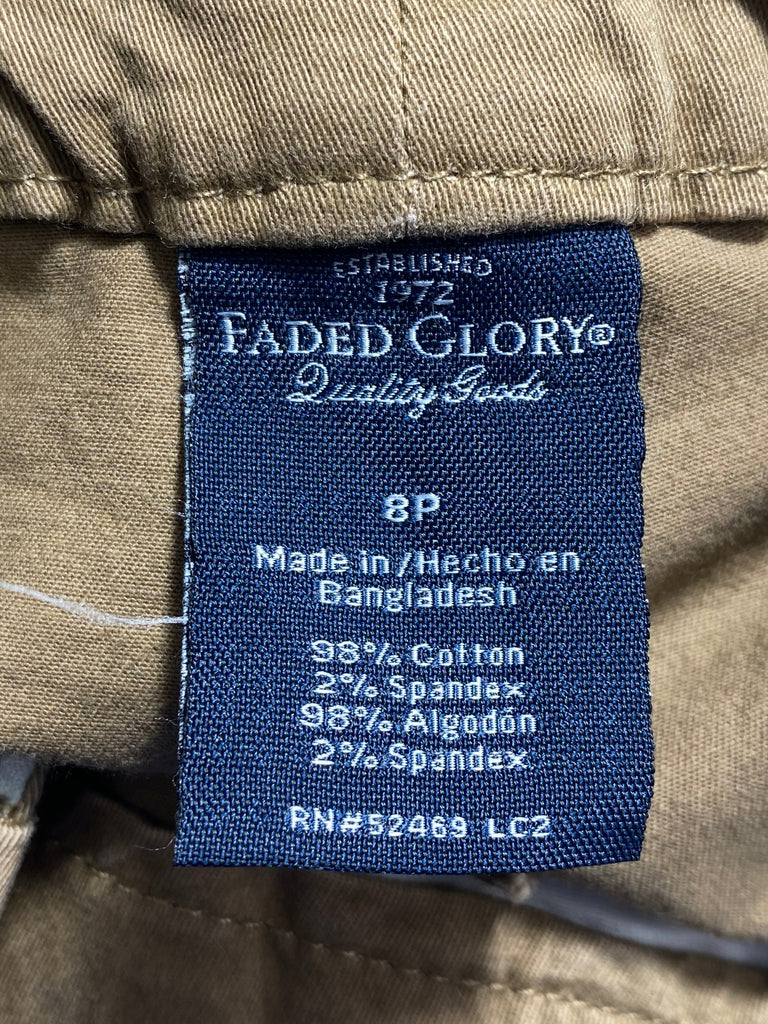 ESTABLISHED
1972
FADED GLORY®
Quality Goods
8P
Made in/Hecho en
Bangladesh
98% Cotton
2% Spandex
98% Algodón
2% Spandex
RN#52469 LC2